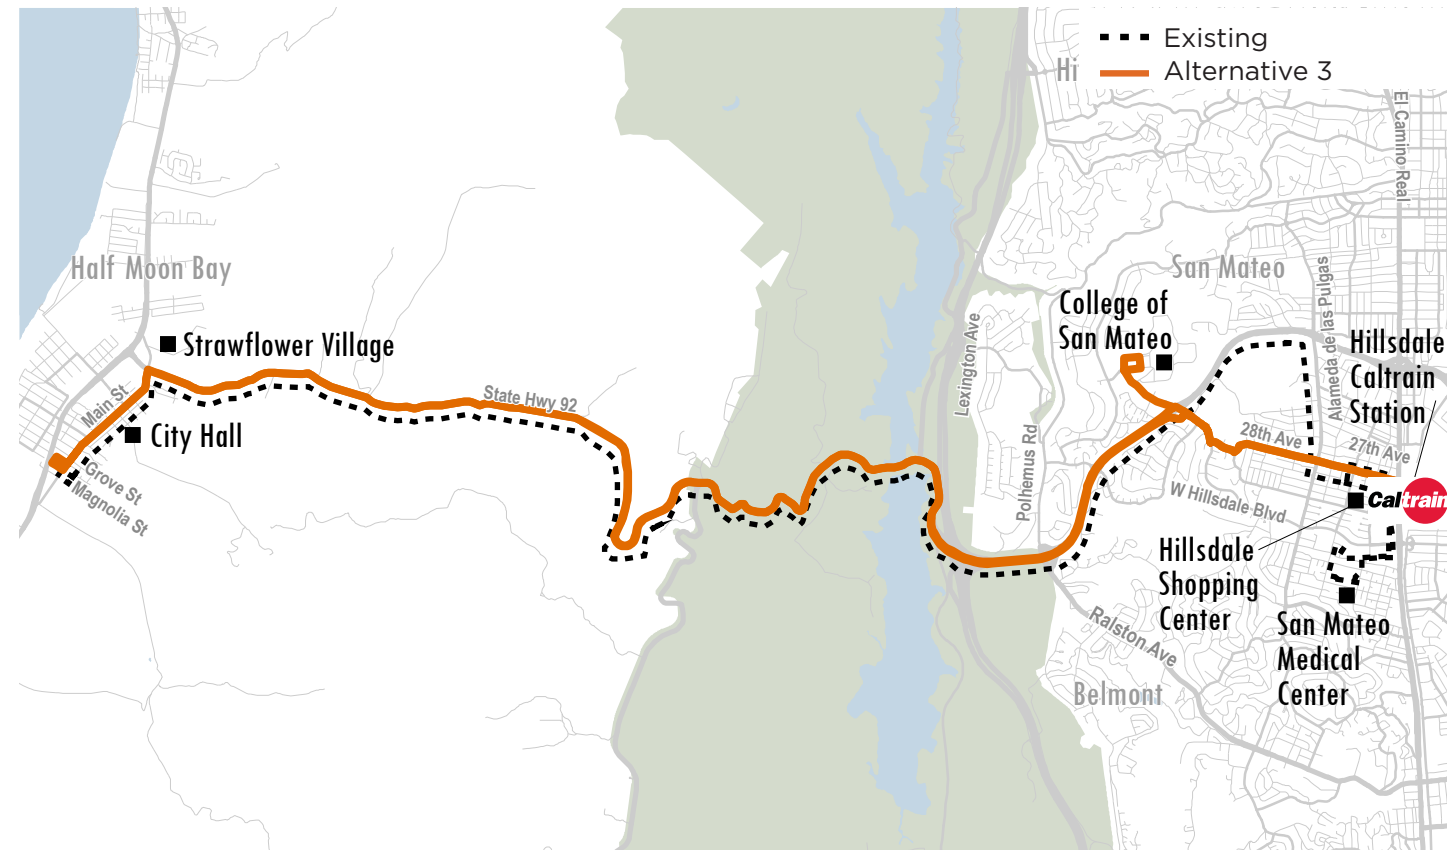 Existing
Alternative 3
Hi
El Camino Real
Half Moon Bay
San Mateo
College of
San Mateo
Alameda de las Pulgas
Hillsdale
Caltrain
Station
Strawflower Village
Lexington Ave
State Hwy 92
Main St
City Hall
28th Ave
27th Ave
Grove St
Magnolia St
Polhemus Rd
W Hillsdale Blvd
Caltrain
Hillsdale
Shopping
Center
San Mateo
Medical
Center
Ralston Ave
Belmont